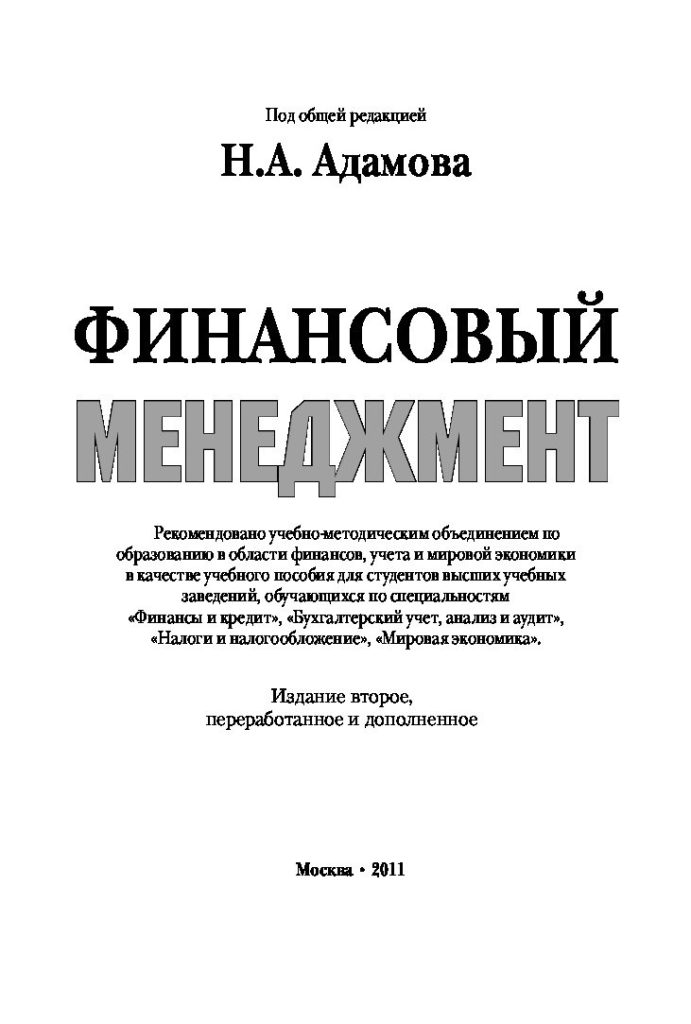 Под общей редакцией
Н.А. Адамова
ФИНАНСОВЫЙ
МЕНЕДЖМЕНТ
Рекомендовано учебно-методическим объединением по
образованию в области финансов, учета и мировой экономики
в качестве учебного пособия для студентов высших учебных
заведений, обучающихся по специальностям
«Финансы и кредит», «Бухгалтерский учет, анализ и аудит»,
«Налоги и налогообложение», «Мировая экономика».
Издание второе,
переработанное и дополненное
Москва • 2011